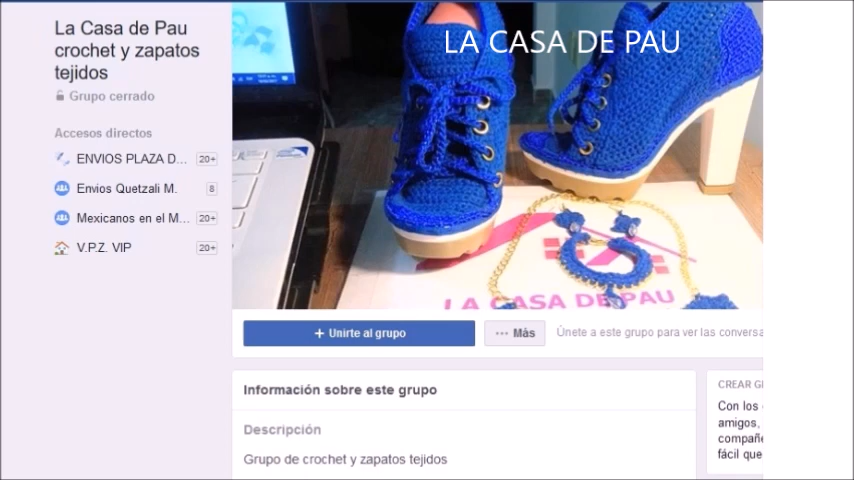 La Casa de Pau
crochet y zapatos
tejidos
Grupo cerrado
Accesos directos
ENVIOS PLAZA D... 20+
Envios Quetzali M. 8
Mexicanos en el M... 20+
V.P.Z. VIP 20+
LA CASA DE PAU
LA CASA DE PAU
+ Unirte al grupo
••• Más
Únete a este grupo para ver las conversa
Información sobre este grupo
Descripción
Grupo de crochet y zapatos tejidos
CREAR G
Con los
amigos,
compañe
fácil que